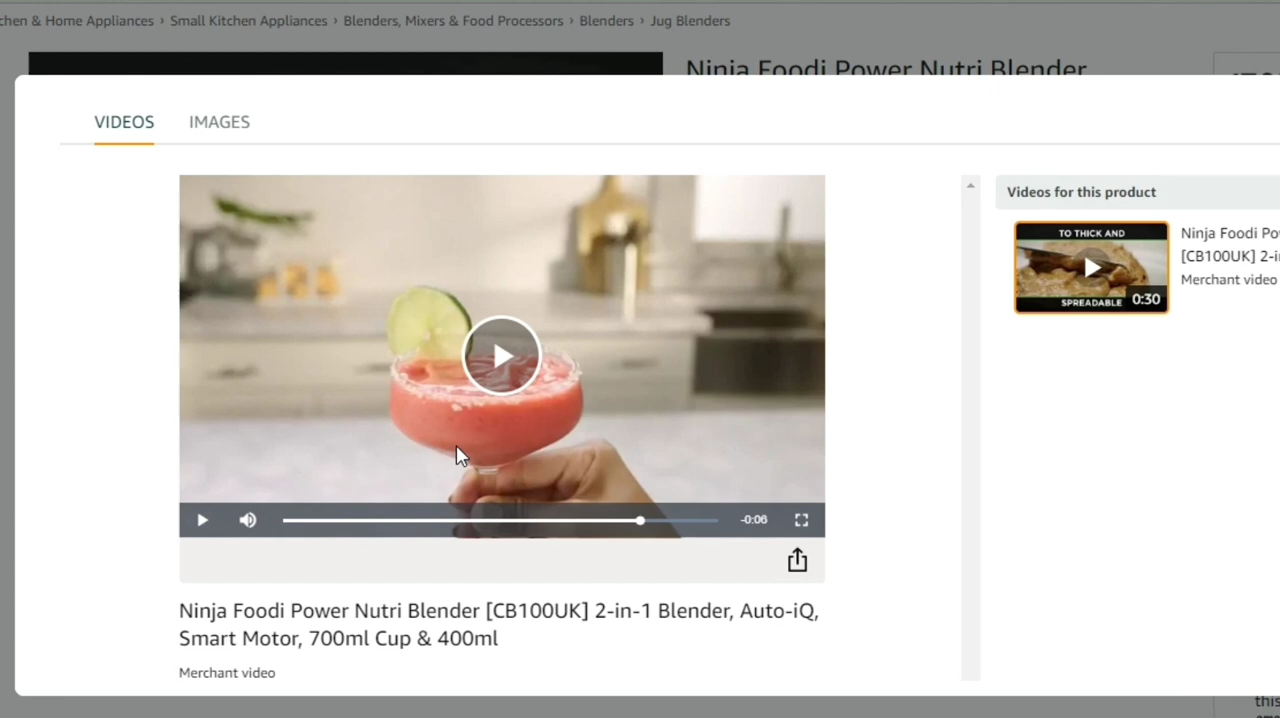 chen & Home Appliances › Small Kitchen Appliances › Blenders, Mixers & Food Processors › Blenders › Jug Blenders
Ninja Foodi Power Nutri Blender
VIDEOS IMAGES
Videos for this product
TO THICK AND
SPREADABLE 0:30
Ninja Foodi Po
[CB100UK] 2-i
Merchant video
-0:06
Ninja Foodi Power Nutri Blender [CB100UK] 2-in-1 Blender, Auto-iQ,
Smart Motor, 700ml Cup & 400ml
Merchant video
this